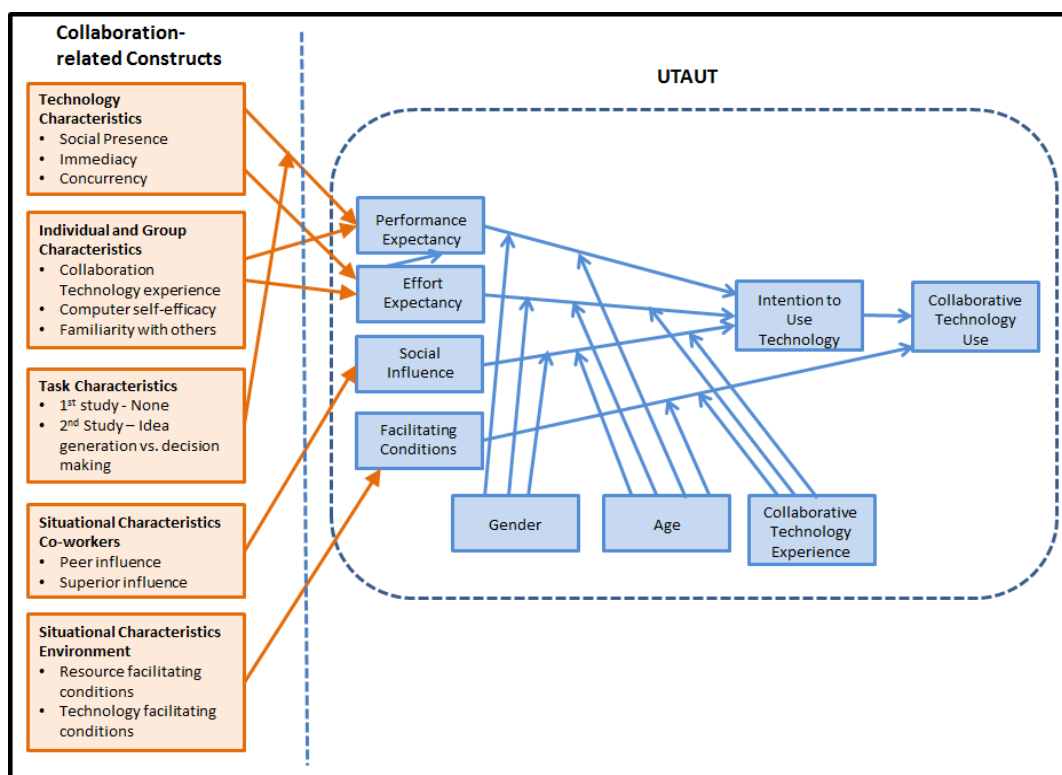 Collaboration-
related Constructs
Technology
Characteristics
• Social Presence
• Immediacy
• Concurrency
Individual and Group
Characteristics
• Collaboration
Technology experience
• Computer self-efficacy
• Familiarity with others
Task Characteristics
• 1st study - None
• 2nd Study – Idea
generation vs. decision
making
Situational Characteristics
Co-workers
• Peer influence
• Superior influence
Situational Characteristics
Environment
• Resource facilitating
conditions
• Technology facilitating
conditions
UTAUT
Performance
Expectancy
Effort
Expectancy
Social
Influence
Facilitating
Conditions
Intention to
Use
Technology
Collaborative
Technology
Use
Gender
Age
Collaborative
Technology
Experience